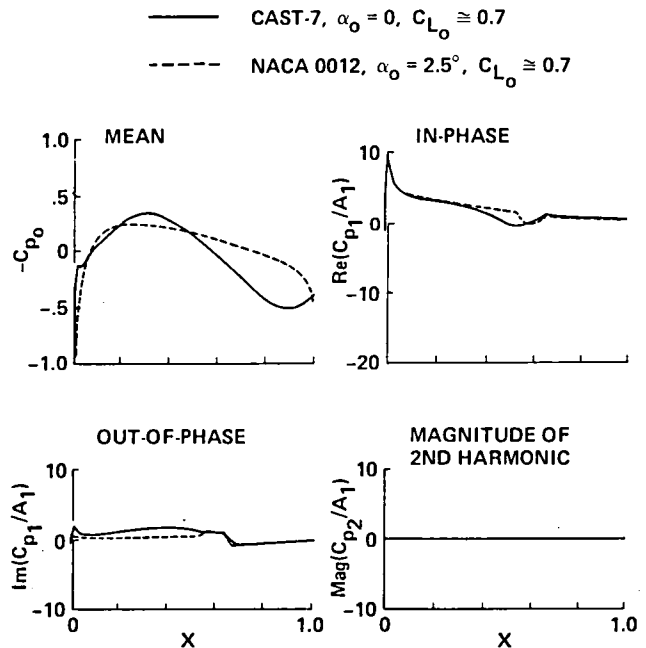 CAST-7, α₀ = 0, C_L₀ ≅ 0.7
NACA 0012, α₀ = 2.5°, C_L₀ ≅ 0.7
MEAN
1.0
.5
0
-.5
-1.0
-Cp₀
IN-PHASE
10
0
-10
-20
Re(Cp₁/A₁)
OUT-OF-PHASE
10
0
-10
Im(Cp₁/A₁)
0
1.0
X
MAGNITUDE OF
2ND HARMONIC
10
0
-10
Mag(Cp₂/A₁)
0
1.0
X